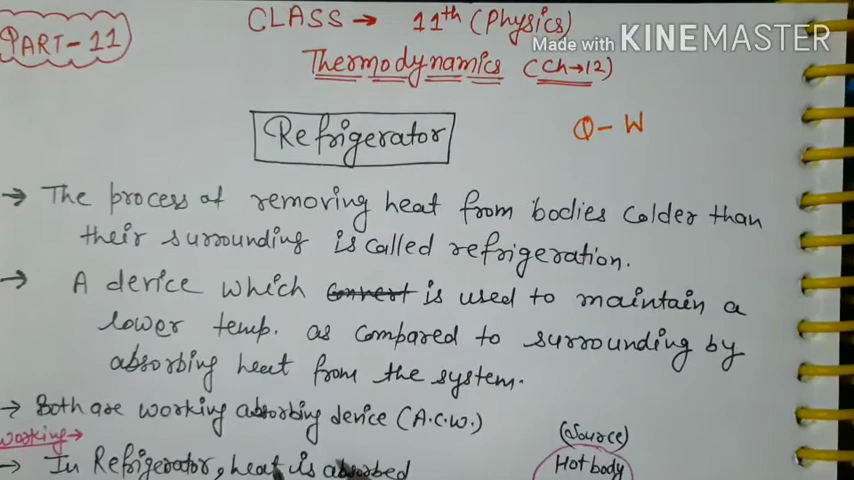 PART-11
CLASS → 11th (Physics)
Made with KINEMASTER
Thermodynamics (Ch→12)
Refrigerator
Q-W
→ The process of removing heat from bodies colder than
their surrounding is called refrigeration.
→ A device which convert is used to maintain a
lower temp. as compared to surrounding by
absorbing heat from the system.
→ Both are working absorbing device (A.C.W.)
working→
(Source)
→ In Refrigerator, heat is absorbed
Hot body